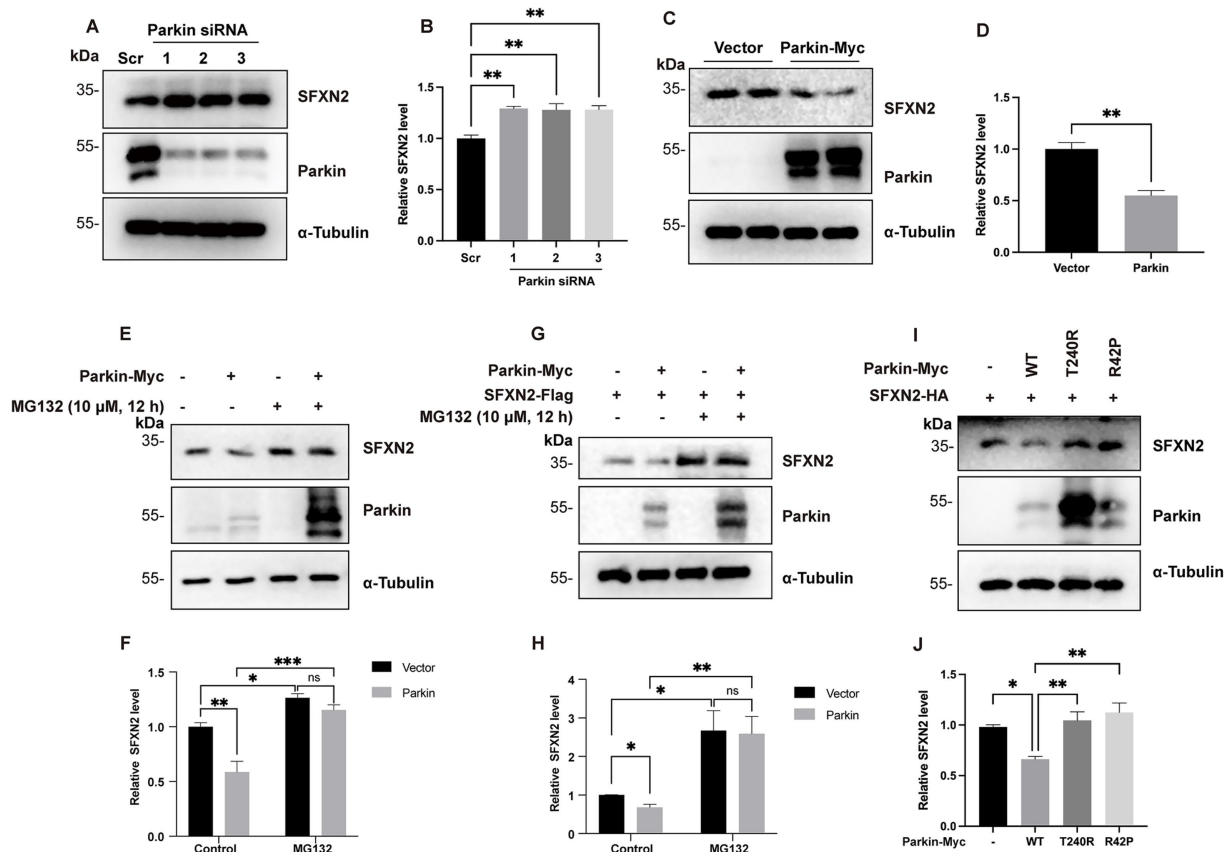 A
Parkin siRNA
kDa Scr 1 2 3
35-
SFXN2
55-
Parkin
55-
α-Tubulin
B
**
**
**
Relative SFXN2 level
1.5
1.0
0.5
0.0
Scr 1 2 3
Parkin siRNA
C
Vector Parkin-Myc
kDa
35-
SFXN2
55-
Parkin
55-
α-Tubulin
D
**
Relative SFXN2 level
1.5
1.0
0.5
0.0
Vector Parkin
E
Parkin-Myc - + - +
MG132 (10 μM, 12 h) - - + +
kDa
35-
SFXN2
55-
Parkin
55-
α-Tubulin
G
Parkin-Myc - + - +
SFXN2-Flag + + + +
MG132 (10 μM, 12 h) - - + +
kDa
35-
SFXN2
55-
Parkin
55-
α-Tubulin
I
Parkin-Myc - WT T240R R42P
SFXN2-HA + + + +
kDa
35-
SFXN2
55-
Parkin
55-
α-Tubulin
F
***
* ns
**
Relative SFXN2 level
1.5
1.0
0.5
0.0
Control MG132
Vector
Parkin
H
**
* ns
*
Relative SFXN2 level
4
3
2
1
0
Control MG132
Vector
Parkin
J
**
* **
Relative SFXN2 level
1.5
1.0
0.5
0.0
Parkin-Myc - WT T240R R42P